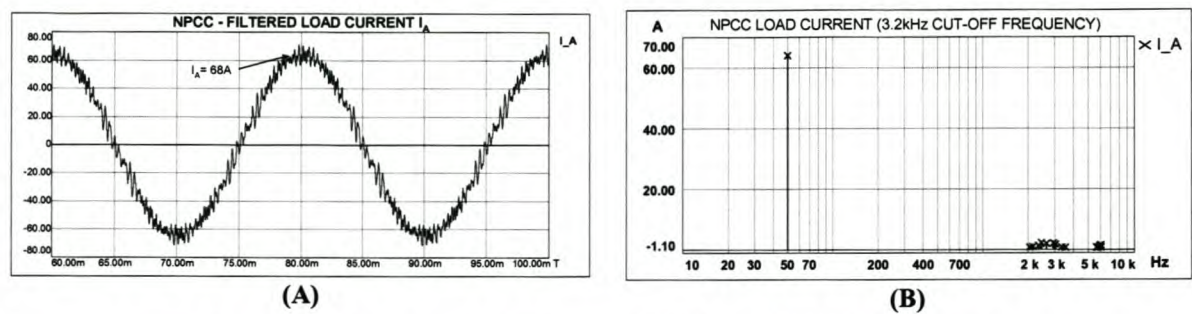 NPCC - FILTERED LOAD CURRENT I_A
80.00
60.00
40.00
20.00
0
-20.00
-40.00
-60.00
-80.00
I_A
I_A= 68A
60.00m 65.00m 70.00m 75.00m 80.00m 85.00m 90.00m 95.00m 100.00m T
(A)
A
NPCC LOAD CURRENT (3.2kHz CUT-OFF FREQUENCY)
70.00
60.00
40.00
20.00
-1.10
× I_A
10 20 30 50 70 200 400 700 2 k 3 k 5 k 10 k Hz
(B)